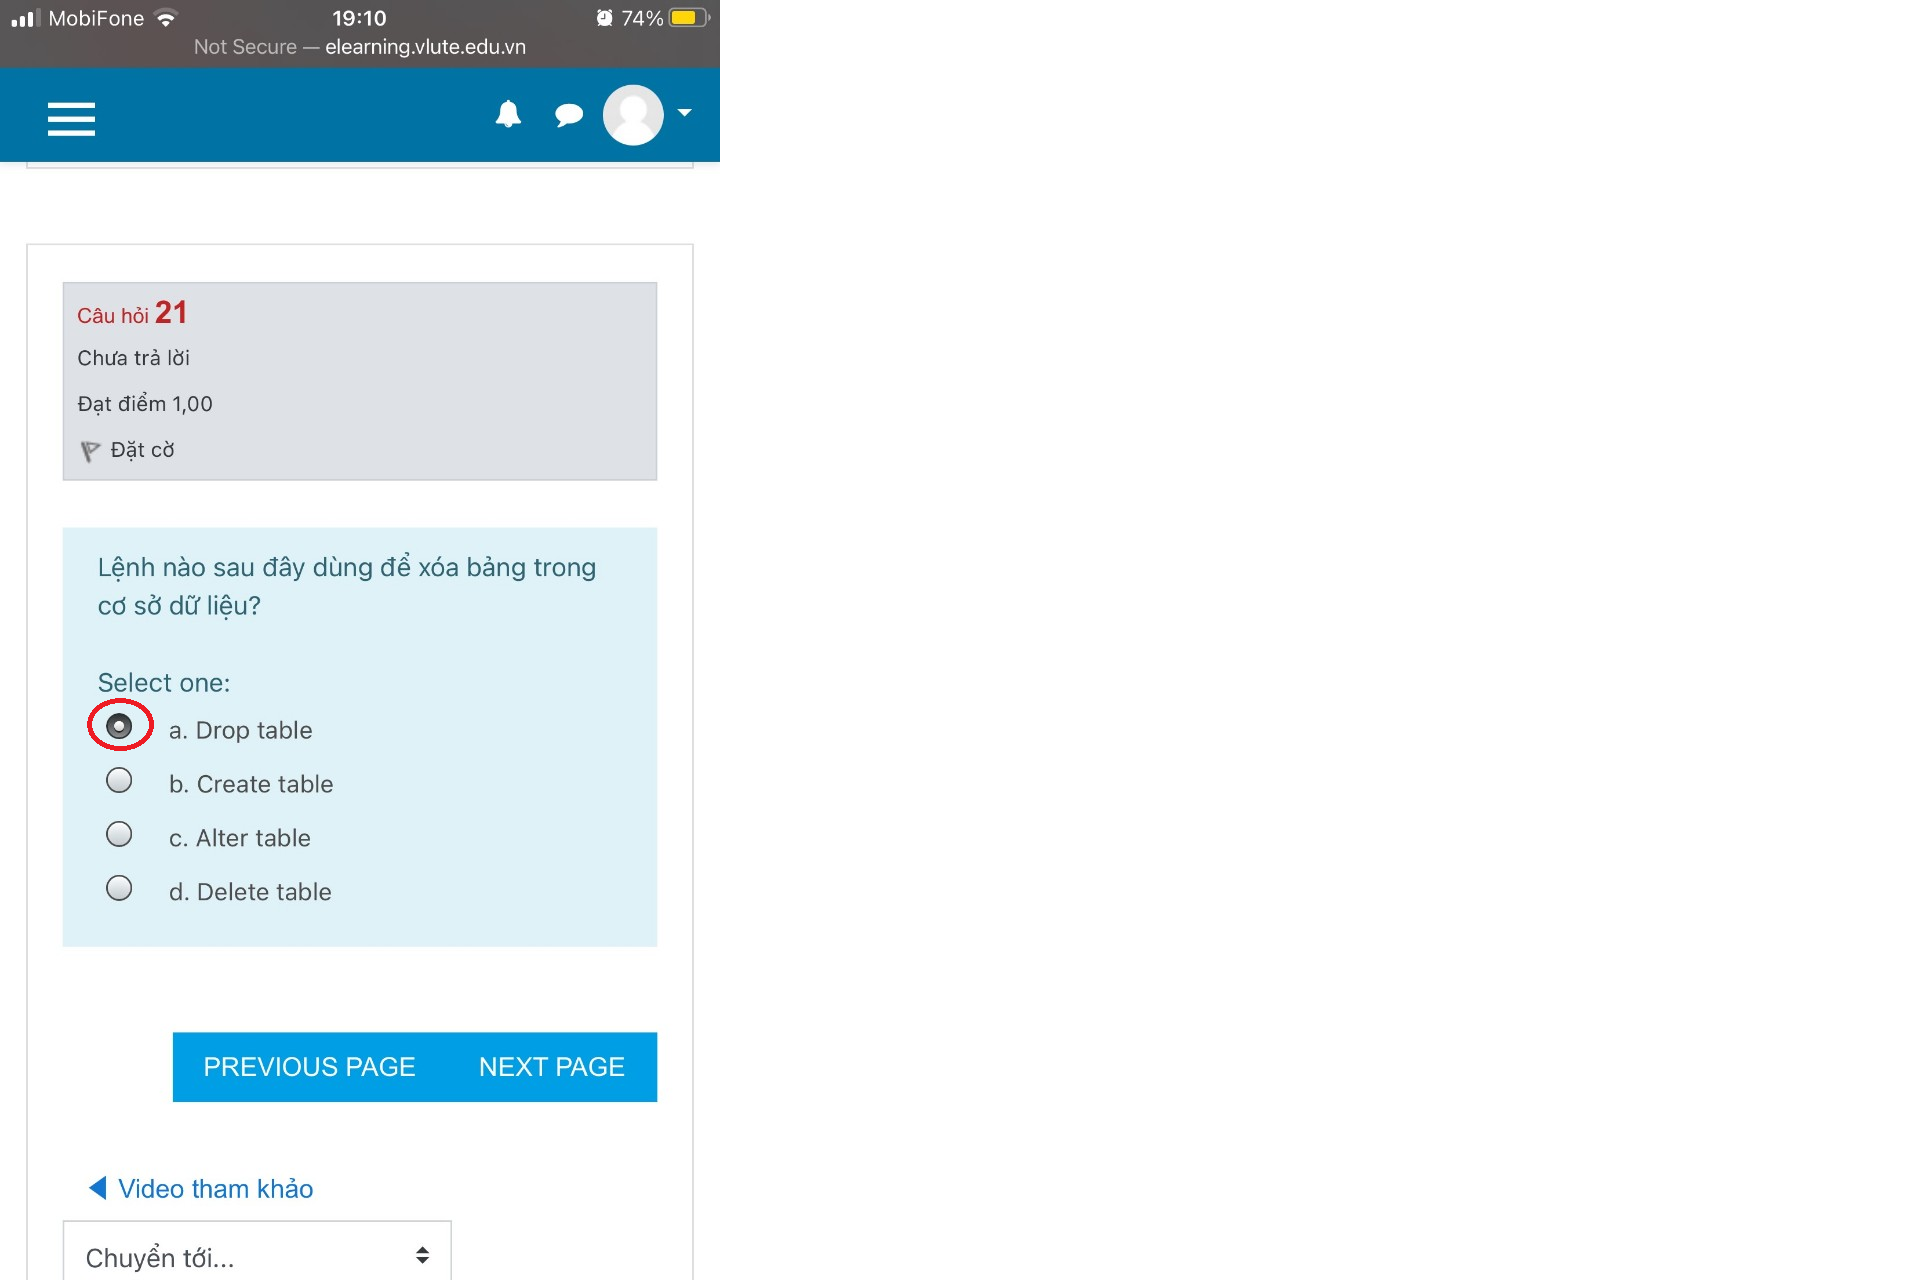 MobiFone 19:10 74%
Not Secure — elearning.vlute.edu.vn
Câu hỏi 21
Chưa trả lời
Đạt điểm 1,00
Đặt cờ
Lệnh nào sau đây dùng để xóa bảng trong
cơ sở dữ liệu?
Select one:
a. Drop table
b. Create table
c. Alter table
d. Delete table
PREVIOUS PAGE NEXT PAGE
Video tham khảo
Chuyển tới...